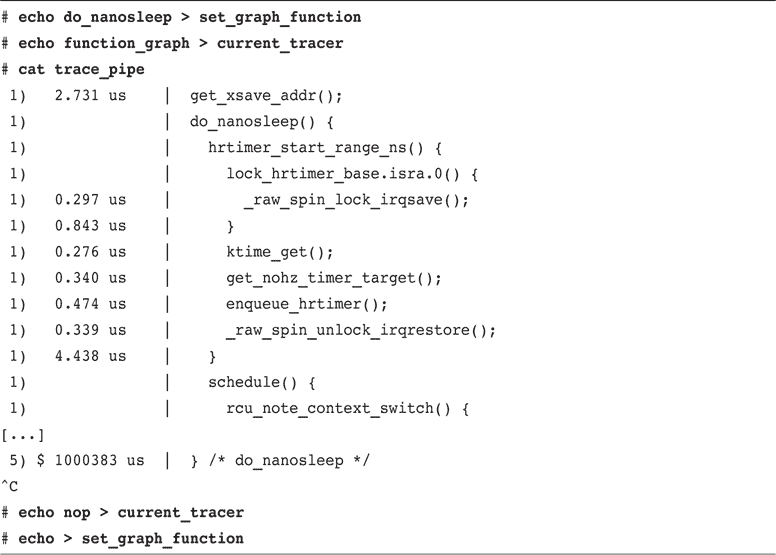 # echo do_nanosleep > set_graph_function
# echo function_graph > current_tracer
# cat trace_pipe
 1)   2.731 us    |  get_xsave_addr();
 1)               |  do_nanosleep() {
 1)               |    hrtimer_start_range_ns() {
 1)               |      lock_hrtimer_base.isra.0() {
 1)   0.297 us    |        _raw_spin_lock_irqsave();
 1)   0.843 us    |      }
 1)   0.276 us    |      ktime_get();
 1)   0.340 us    |      get_nohz_timer_target();
 1)   0.474 us    |      enqueue_hrtimer();
 1)   0.339 us    |      _raw_spin_unlock_irqrestore();
 1)   4.438 us    |    }
 1)               |    schedule() {
 1)               |      rcu_note_context_switch() {
[...]
 5) $ 1000383 us  |  } /* do_nanosleep */
^C
# echo nop > current_tracer
# echo > set_graph_function